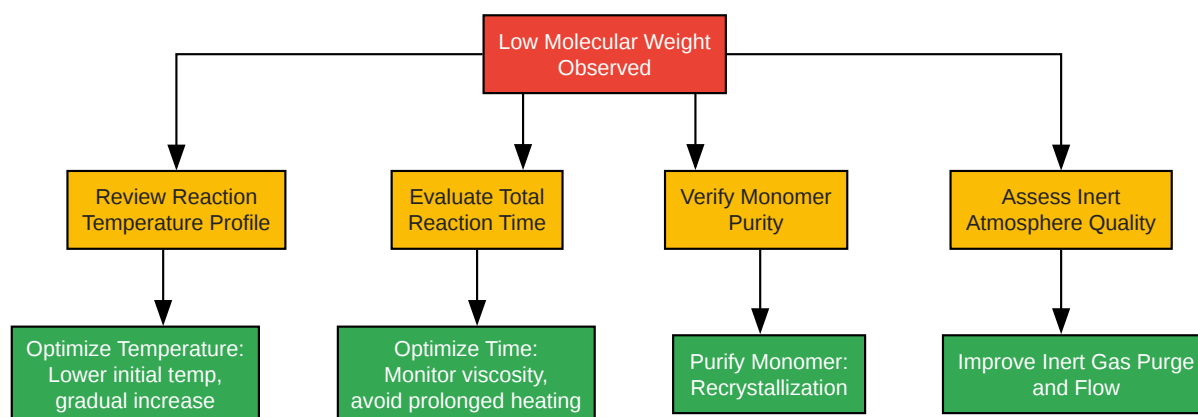 Low Molecular Weight
Observed
Review Reaction
Temperature Profile
Evaluate Total
Reaction Time
Verify Monomer
Purity
Assess Inert
Atmosphere Quality
Optimize Temperature:
Lower initial temp,
gradual increase
Optimize Time:
Monitor viscosity,
avoid prolonged heating
Purify Monomer:
Recrystallization
Improve Inert Gas Purge
and Flow